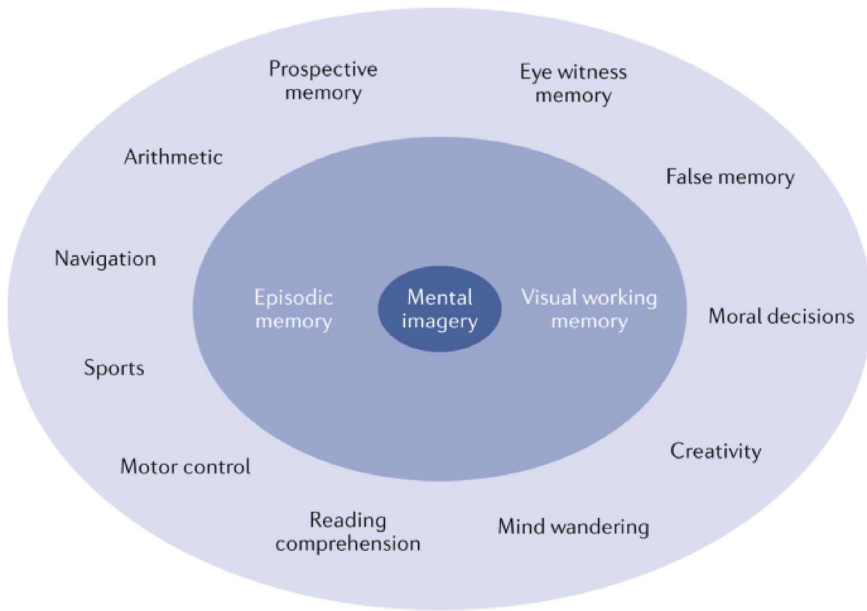 Prospective
memory
Eye witness
memory
Arithmetic
False memory
Navigation
Episodic
memory
Mental
imagery
Visual working
memory
Moral decisions
Sports
Creativity
Motor control
Reading
comprehension
Mind wandering